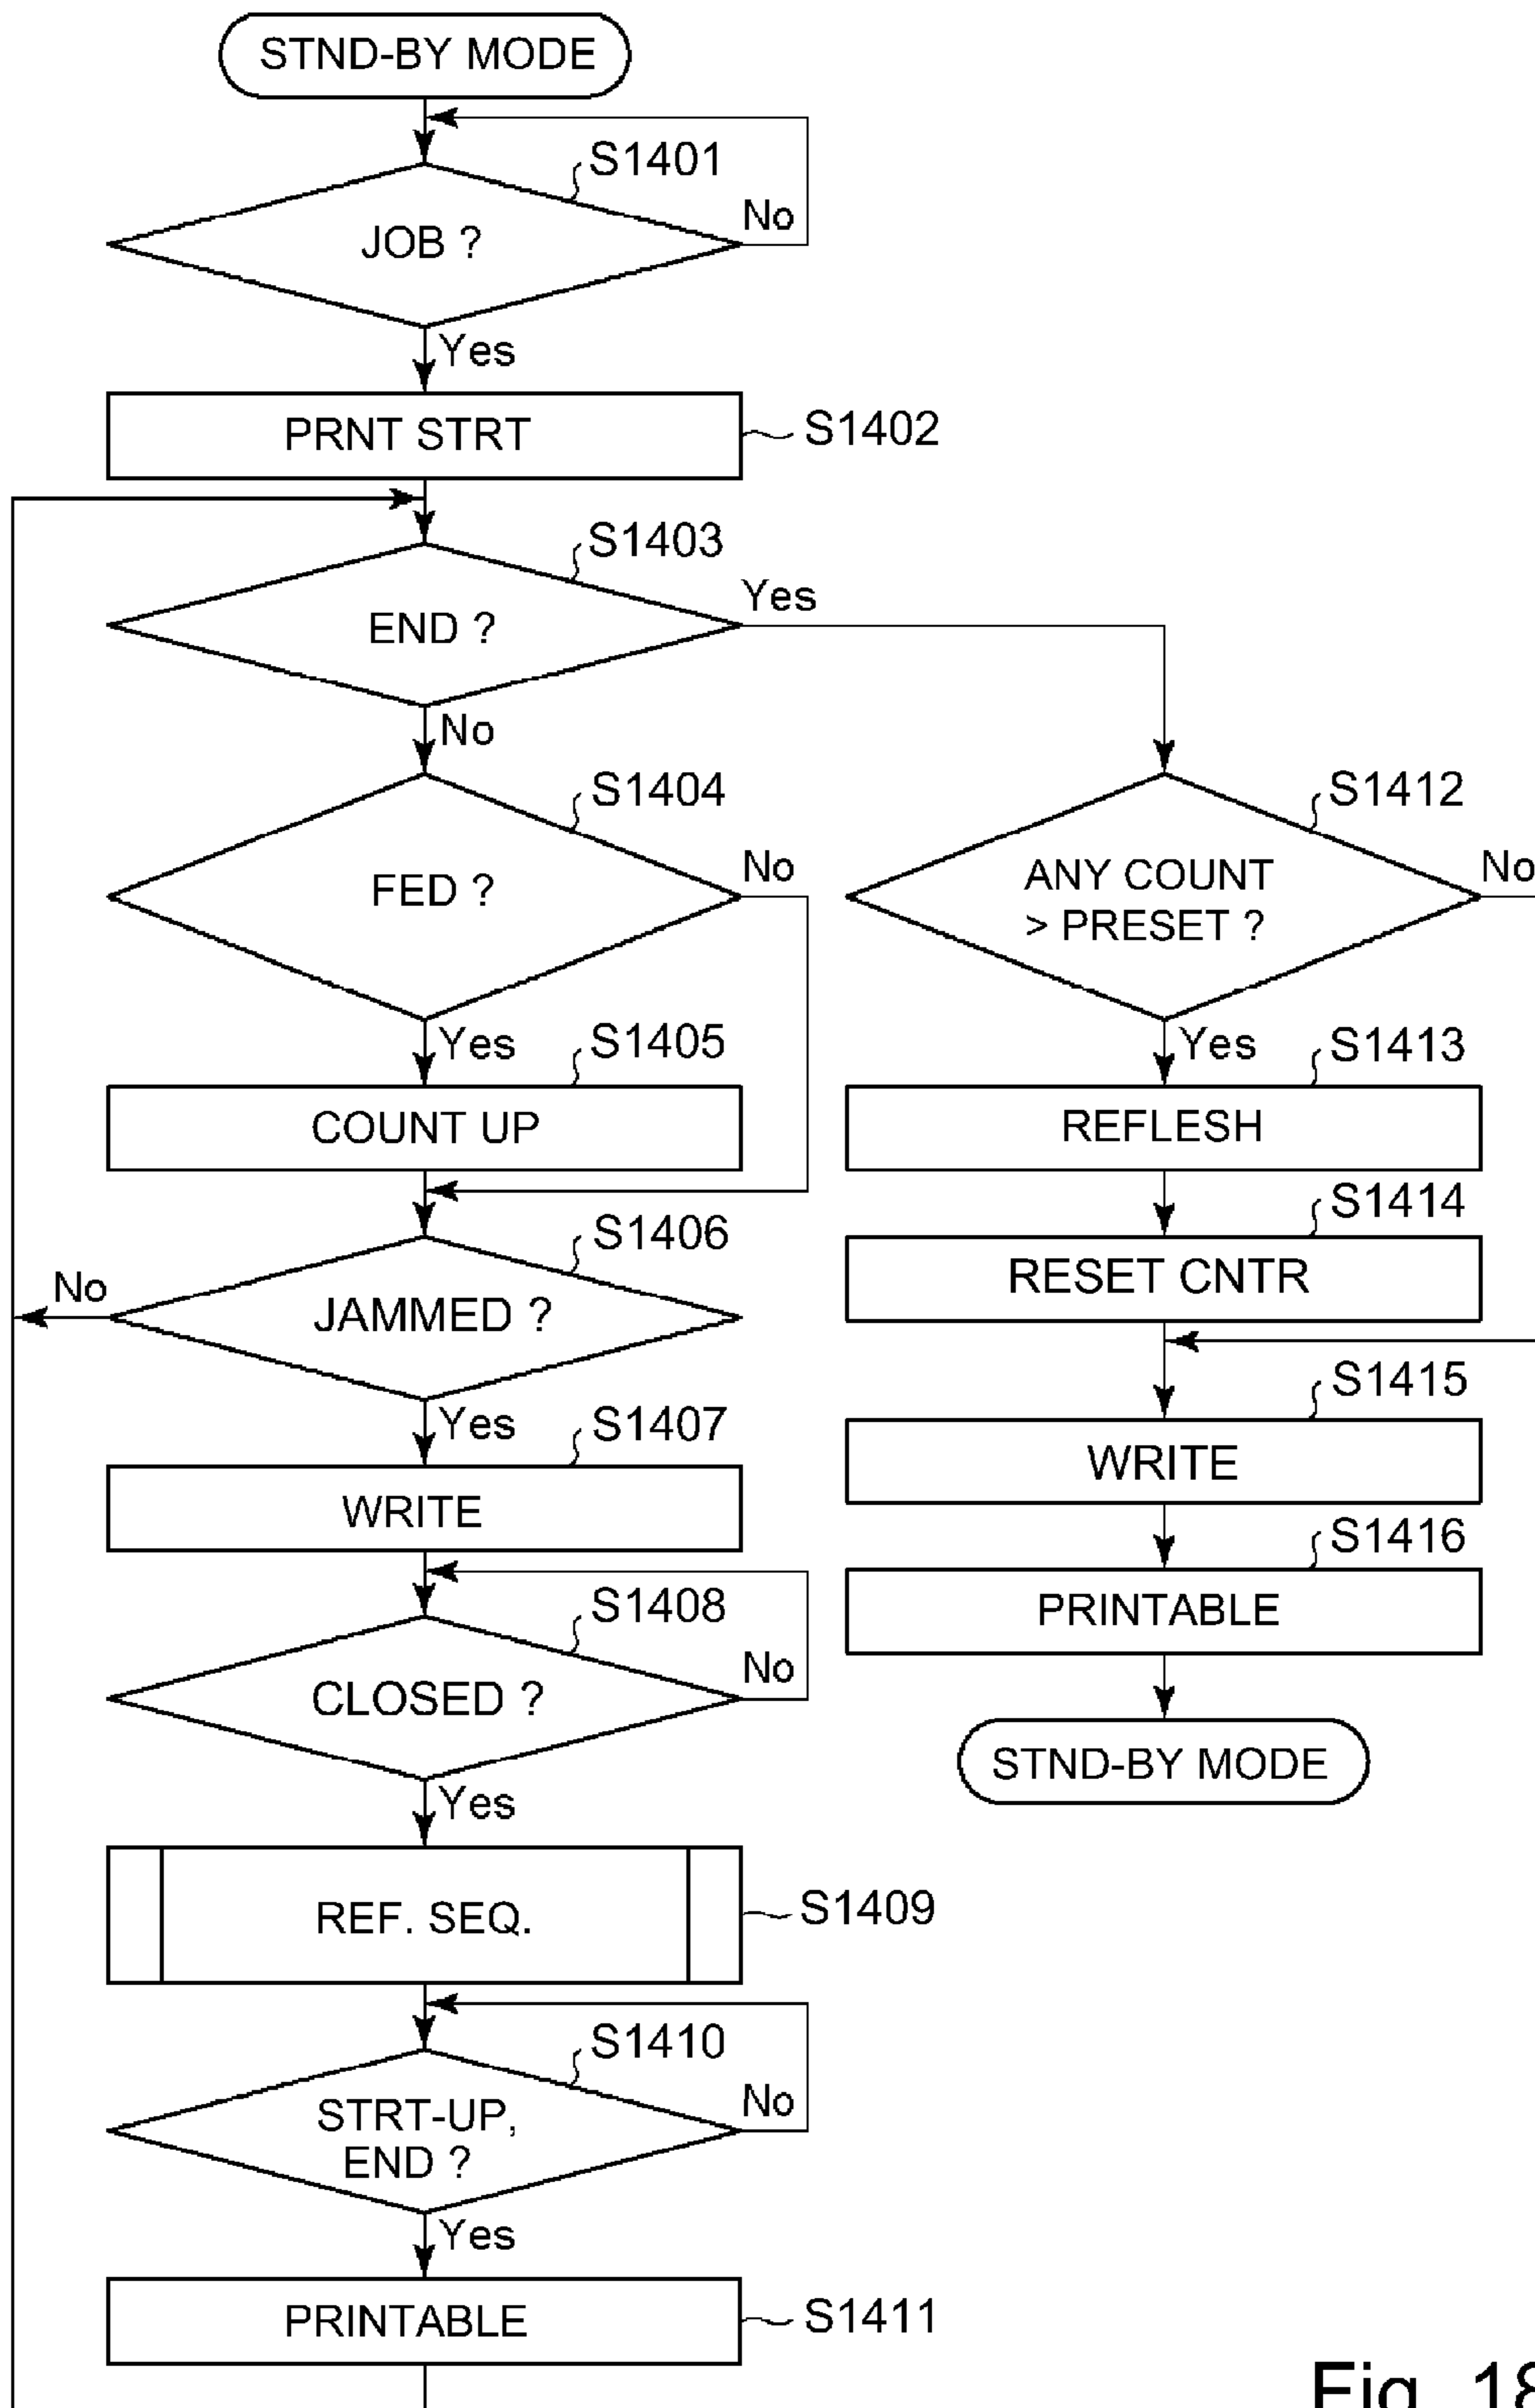 STND-BY MODE
S1401
JOB ?
No
Yes
PRNT STRT
S1402
S1403
END ?
Yes
No
S1404
FED ?
No
Yes
S1405
COUNT UP
S1406
JAMMED ?
No
Yes
S1407
WRITE
S1408
CLOSED ?
No
Yes
REF. SEQ.
S1409
S1410
STRT-UP,
END ?
No
Yes
PRINTABLE
S1411
S1412
ANY COUNT
> PRESET ?
No
Yes
S1413
REFLESH
S1414
RESET CNTR
S1415
WRITE
S1416
PRINTABLE
STND-BY MODE
Fig. 18